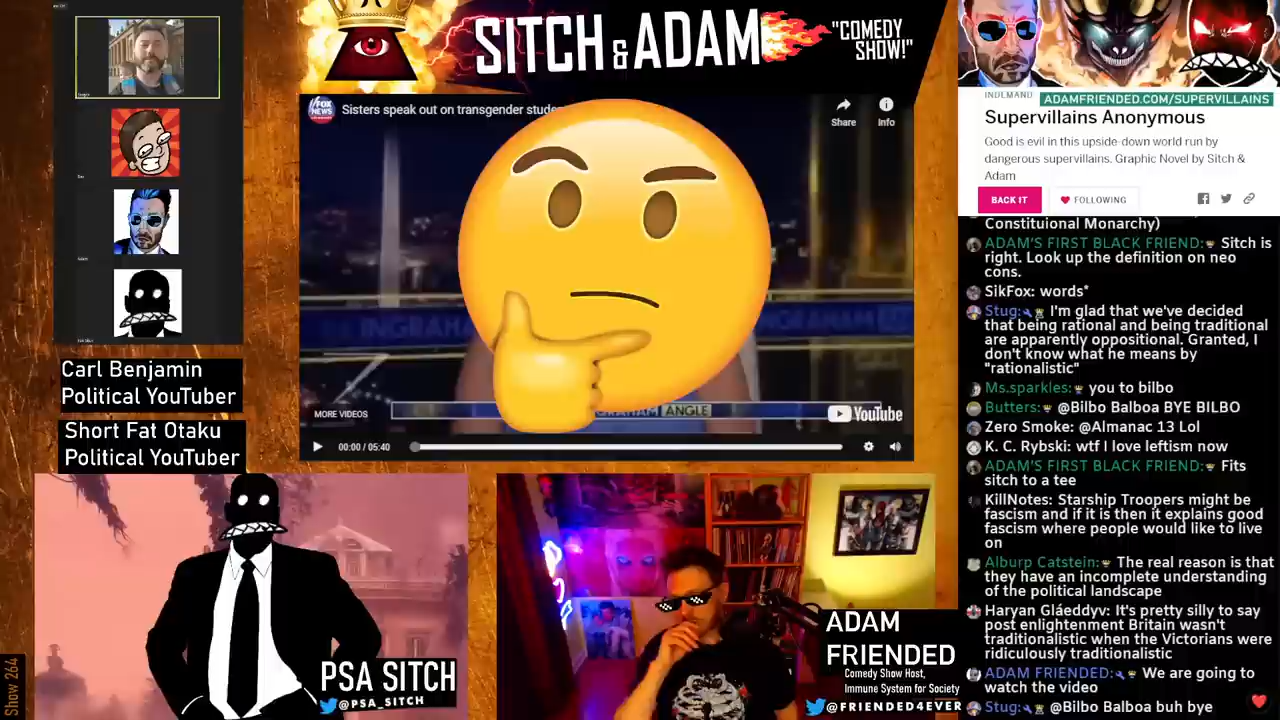 SITCH & ADAM
"COMEDY
SHOW!"
FOX
NEWS
Sisters speak out on transgender stude
Share
Info
INGRAHA
NGRAHAM
GRAHAM ANGLE
MORE VIDEOS
YouTube
00:00 / 05:40
Carl Benjamin
Political YouTuber
Short Fat Otaku
Political YouTuber
PSA SITCH
@PSA_SITCH
Show 264
ADAM
FRIENDED
Comedy Show Host,
Immune System for Society
@FRIENDED4EVER
INDEMAND
ADAMFRIENDED.COM/SUPERVILLAINS
Supervillains Anonymous
Good is evil in this upside-down world run by
dangerous supervillains. Graphic Novel by Sitch &
Adam
BACK IT
FOLLOWING
Constituional Monarchy)
ADAM'S FIRST BLACK FRIEND: Sitch is
right. Look up the definition on neo
cons.
SikFox: words*
Stug: I'm glad that we've decided
that being rational and being traditional
are apparently oppositional. Granted, I
don't know what he means by
"rationalistic"
Ms.sparkles: you to bilbo
Butters: @Bilbo Balboa BYE BILBO
Zero Smoke: @Almanac 13 Lol
K. C. Rybski: wtf I love leftism now
ADAM'S FIRST BLACK FRIEND: Fits
sitch to a tee
KillNotes: Starship Troopers might be
fascism and if it is then it explains good
fascism where people would like to live
on
Alburp Catstein: The real reason is that
they have an incomplete understanding
of the political landscape
Haryan Gláeddyv: It's pretty silly to say
post enlightenment Britain wasn't
traditionalistic when the Victorians were
ridiculously traditionalistic
ADAM FRIENDED: We are going to
watch the video
Stug: @Bilbo Balboa buh bye